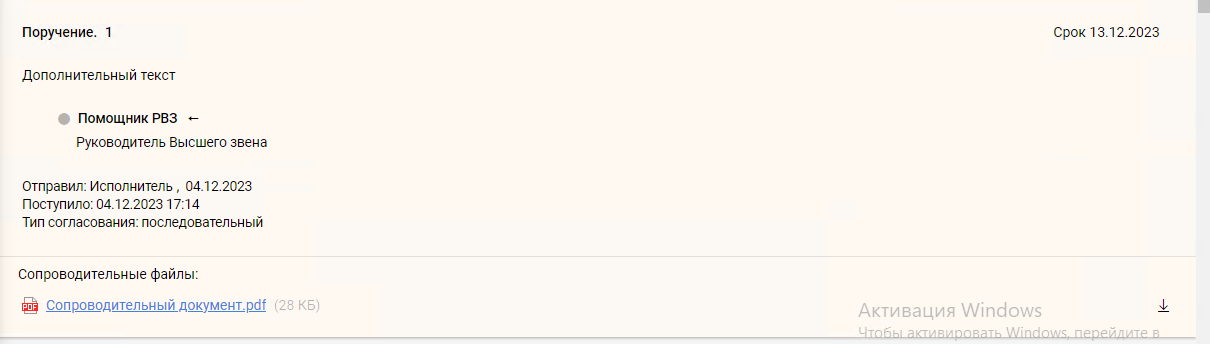 Поручение. 1
Срок 13.12.2023
Дополнительный текст
Помощник РВЗ ←
Руководитель Высшего звена
Отправил: Исполнитель , 04.12.2023
Поступило: 04.12.2023 17:14
Тип согласования: последовательный
Сопроводительные файлы:
PDF Сопроводительный документ.pdf (28 КБ)
Активация Windows
Чтобы активировать Windows, перейдите в